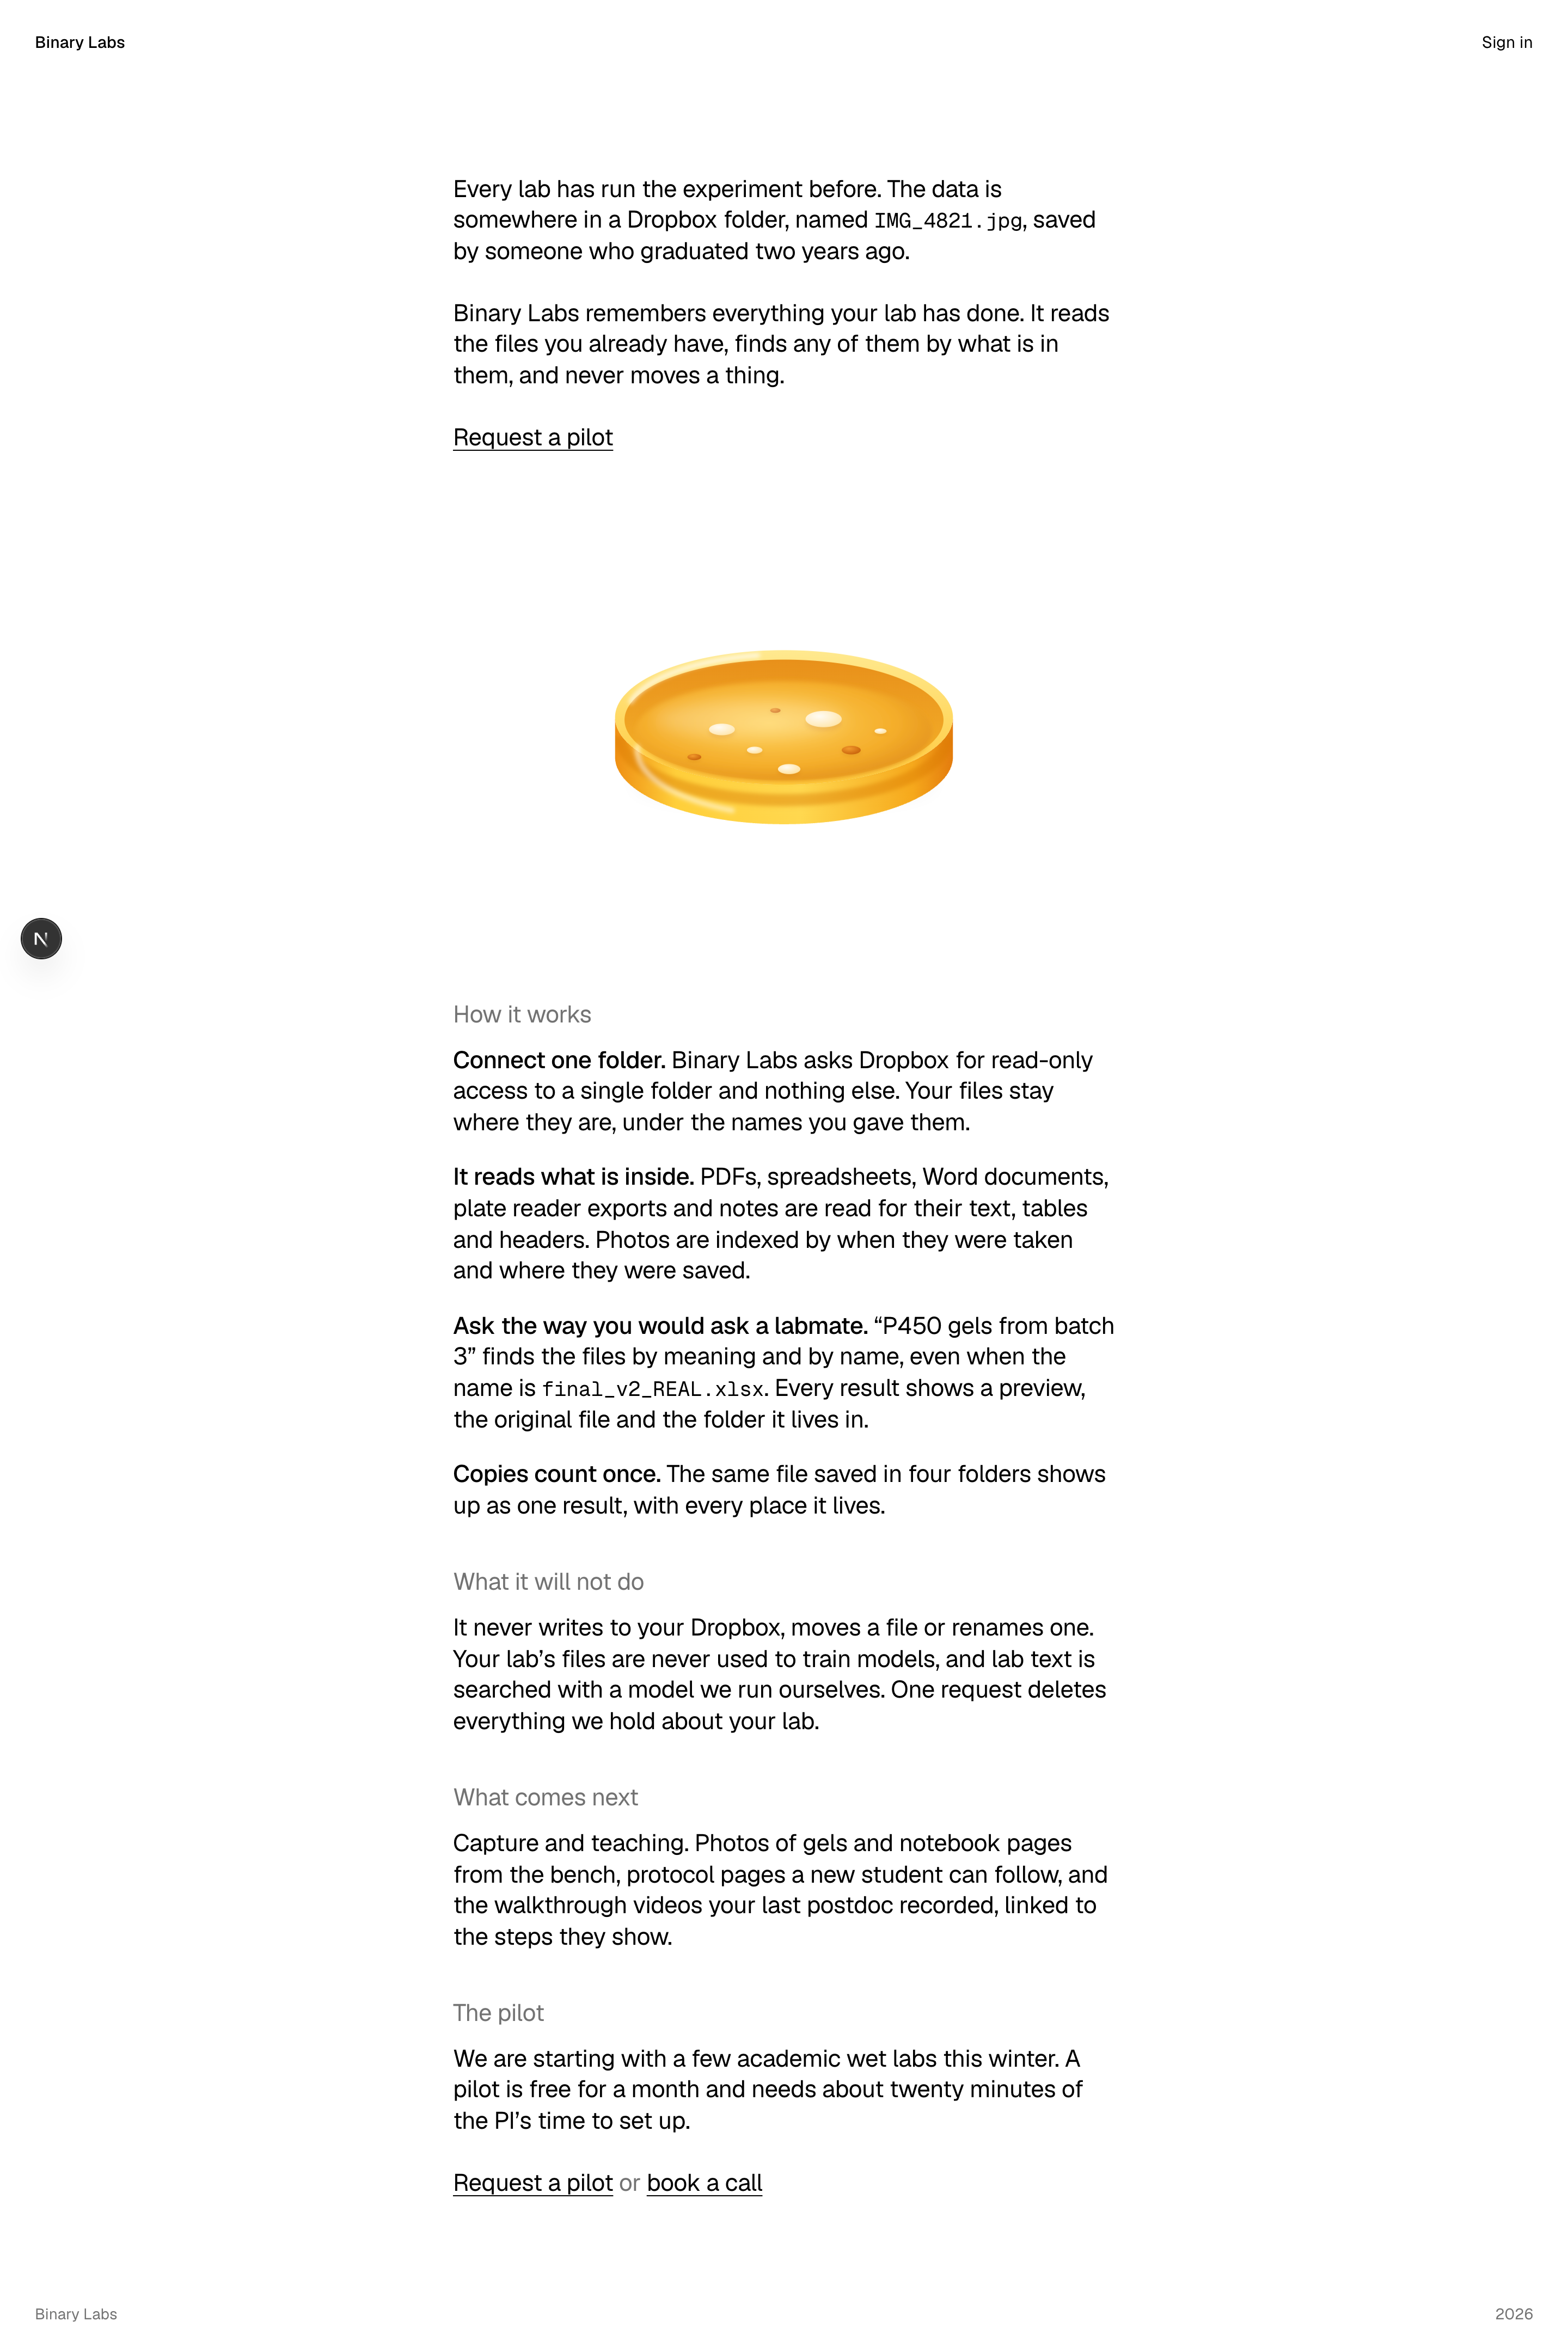 Binary Labs
Sign in
Every lab has run the experiment before. The data is
somewhere in a Dropbox folder, named IMG_4821.jpg, saved
by someone who graduated two years ago.
Binary Labs remembers everything your lab has done. It reads
the files you already have, finds any of them by what is in
them, and never moves a thing.
Request a pilot
N
How it works
Connect one folder. Binary Labs asks Dropbox for read-only
access to a single folder and nothing else. Your files stay
where they are, under the names you gave them.
It reads what is inside. PDFs, spreadsheets, Word documents,
plate reader exports and notes are read for their text, tables
and headers. Photos are indexed by when they were taken
and where they were saved.
Ask the way you would ask a labmate. “P450 gels from batch
3” finds the files by meaning and by name, even when the
name is final_v2_REAL.xlsx. Every result shows a preview,
the original file and the folder it lives in.
Copies count once. The same file saved in four folders shows
up as one result, with every place it lives.
What it will not do
It never writes to your Dropbox, moves a file or renames one.
Your lab’s files are never used to train models, and lab text is
searched with a model we run ourselves. One request deletes
everything we hold about your lab.
What comes next
Capture and teaching. Photos of gels and notebook pages
from the bench, protocol pages a new student can follow, and
the walkthrough videos your last postdoc recorded, linked to
the steps they show.
The pilot
We are starting with a few academic wet labs this winter. A
pilot is free for a month and needs about twenty minutes of
the PI’s time to set up.
Request a pilot or book a call
Binary Labs
2026